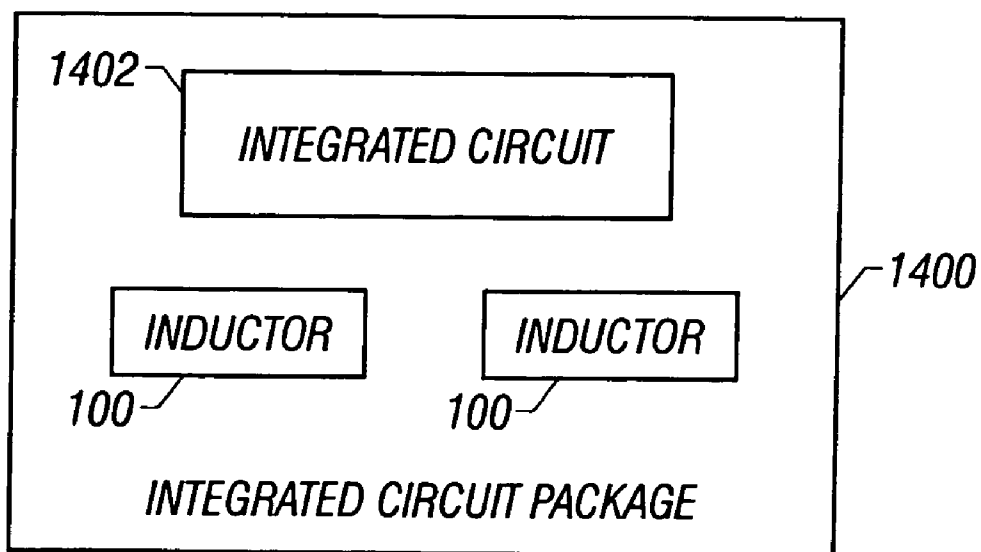 1402
INTEGRATED CIRCUIT
1400
INDUCTOR
INDUCTOR
100
100
INTEGRATED CIRCUIT PACKAGE